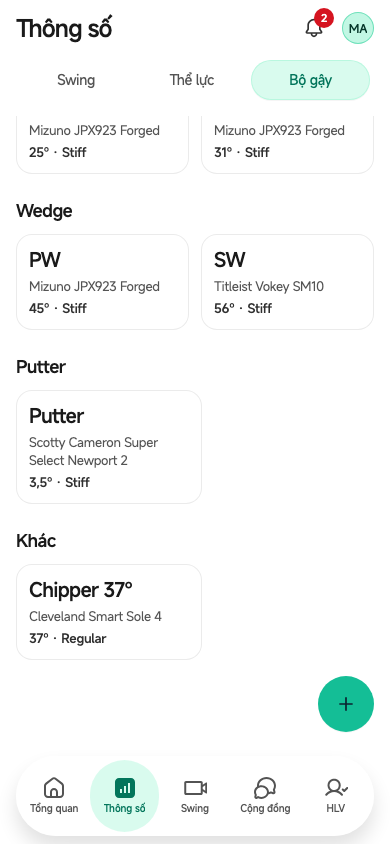 Thông số
2
MA
Swing
Thể lực
Bộ gậy
Mizuno JPX923 Forged
25° · Stiff
Mizuno JPX923 Forged
31° · Stiff
Wedge
PW
Mizuno JPX923 Forged
45° · Stiff
SW
Titleist Vokey SM10
56° · Stiff
Putter
Putter
Scotty Cameron Super
Select Newport 2
3,5° · Stiff
Khác
Chipper 37°
Cleveland Smart Sole 4
37° · Regular
Tổng quan
Thông số
Swing
Cộng đồng
HLV